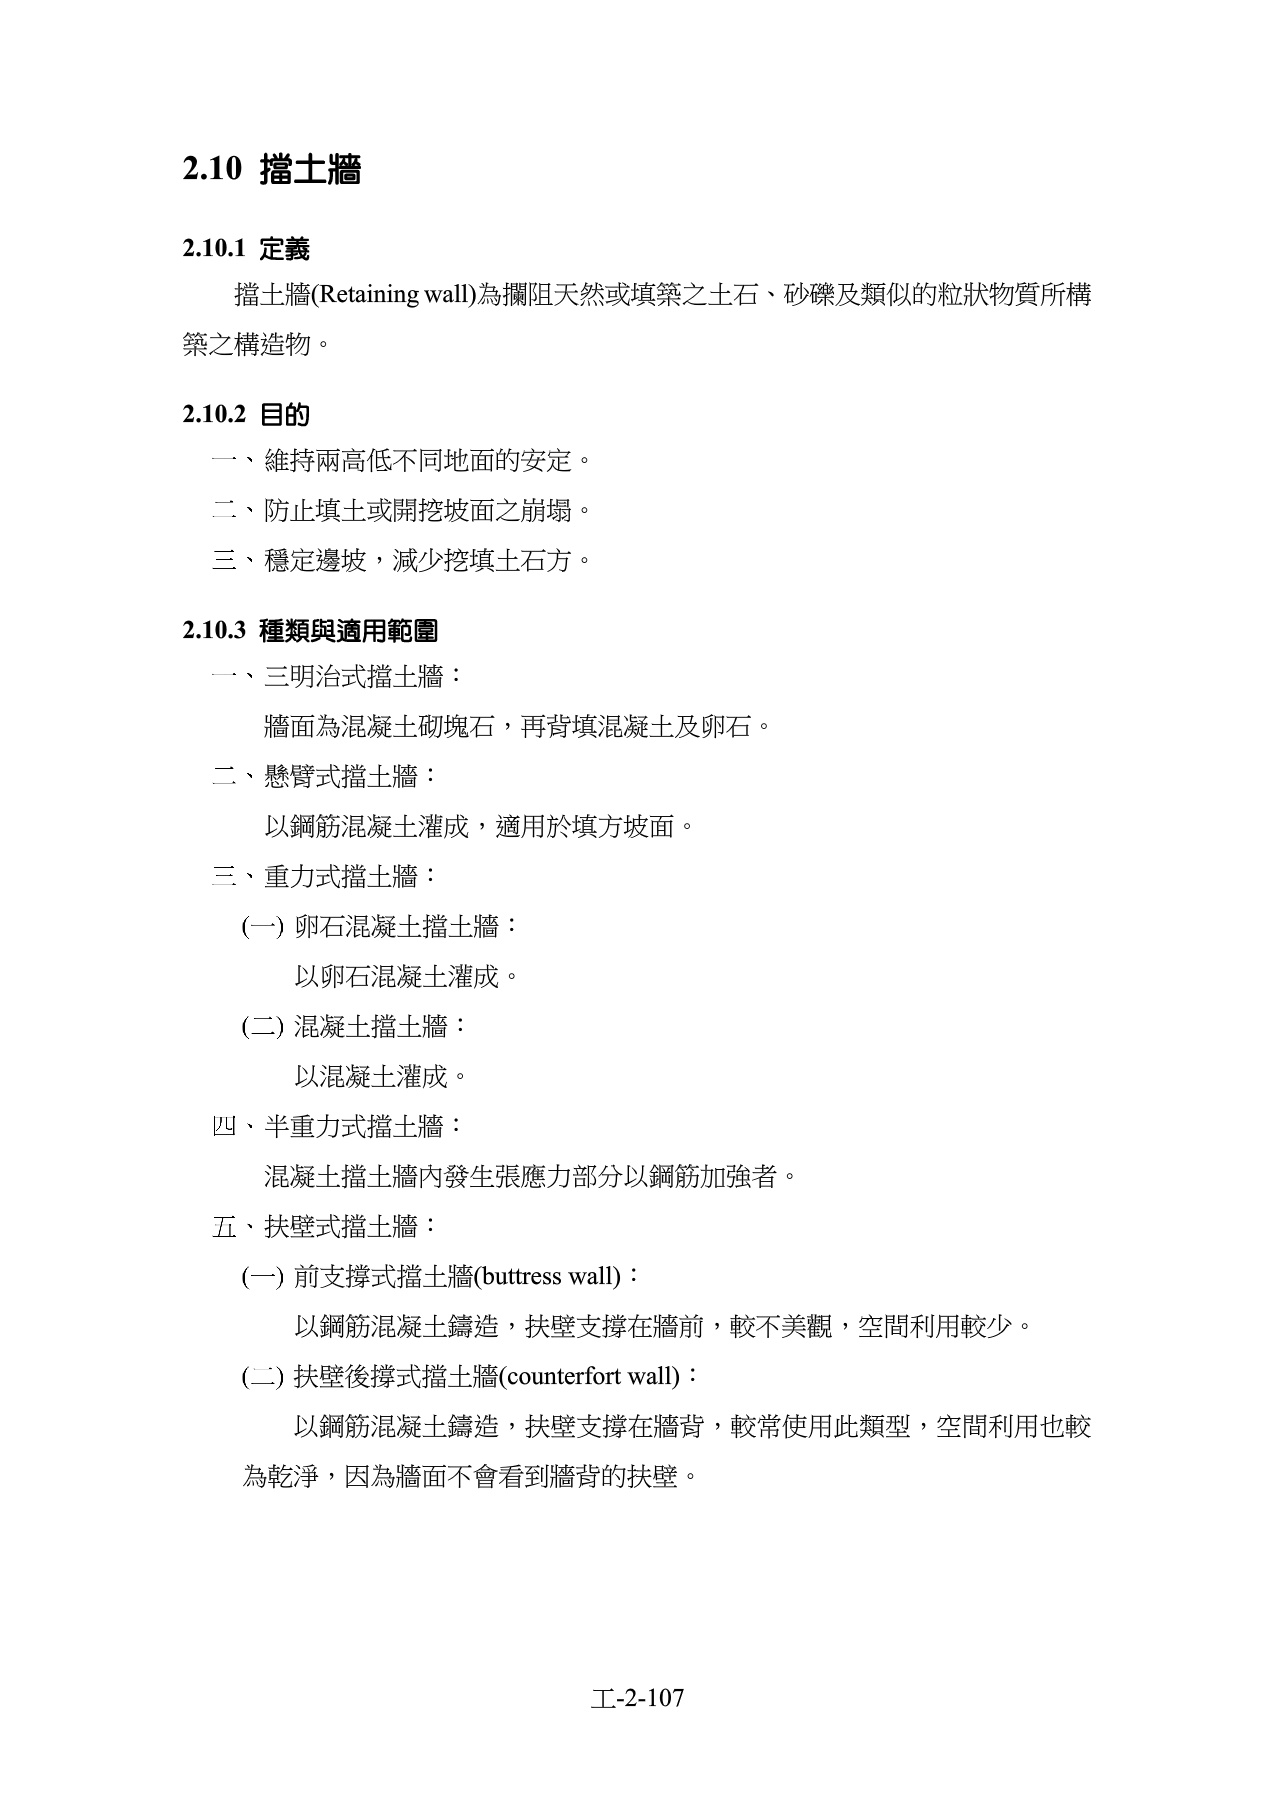 2.10 擋土牆
2.10.1 定義
擋土牆(Retaining wall)為攔阻天然或填築之土石、砂礫及類似的粒狀物質所構
築之構造物。
2.10.2 目的
一、維持兩高低不同地面的安定。
二、防止填土或開挖坡面之崩塌。
三、穩定邊坡，減少挖填土石方。
2.10.3 種類與適用範圍
一、三明治式擋土牆：
牆面為混凝土砌塊石，再背填混凝土及卵石。
二、懸臂式擋土牆：
以鋼筋混凝土灌成，適用於填方坡面。
三、重力式擋土牆：
(一) 卵石混凝土擋土牆：
以卵石混凝土灌成。
(二) 混凝土擋土牆：
以混凝土灌成。
四、半重力式擋土牆：
混凝土擋土牆內發生張應力部分以鋼筋加強者。
五、扶壁式擋土牆：
(一) 前支撐式擋土牆(buttress wall)：
以鋼筋混凝土鑄造，扶壁支撐在牆前，較不美觀，空間利用較少。
(二) 扶壁後撐式擋土牆(counterfort wall)：
以鋼筋混凝土鑄造，扶壁支撐在牆背，較常使用此類型，空間利用也較
為乾淨，因為牆面不會看到牆背的扶壁。
工-2-107